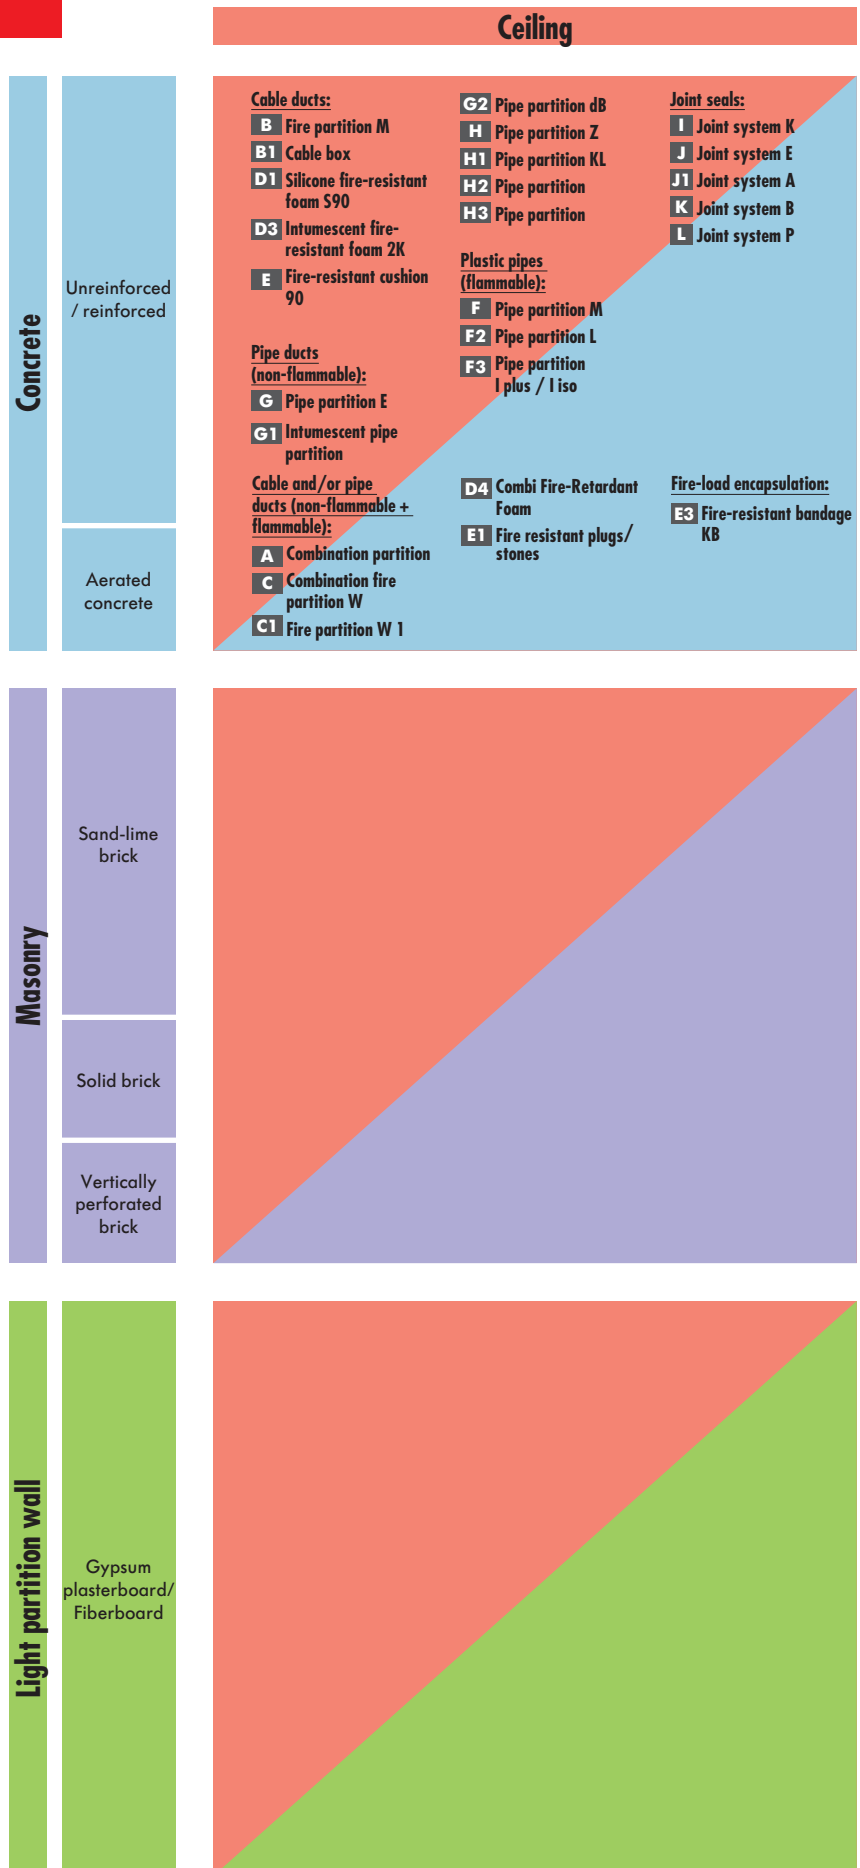 Ceiling
Concrete
Unreinforced
/ reinforced
Aerated
concrete
Cable ducts:
B Fire partition M
B1 Cable box
D1 Silicone fire-resistant
foam S90
D3 Intumescent fire-
resistant foam 2K
E Fire-resistant cushion
90
Pipe ducts
(non-flammable):
G Pipe partition E
G1 Intumescent pipe
partition
G2 Pipe partition dB
H Pipe partition Z
H1 Pipe partition KL
H2 Pipe partition
H3 Pipe partition
Plastic pipes
(flammable):
F Pipe partition M
F2 Pipe partition L
F3 Pipe partition
I plus / I iso
Joint seals:
I Joint system K
J Joint system E
J1 Joint system A
K Joint system B
L Joint system P
Cable and/or pipe
ducts (non-flammable +
flammable):
A Combination partition
C Combination fire
partition W
C1 Fire partition W 1
D4 Combi Fire-Retardant
Foam
E1 Fire resistant plugs/
stones
Fire-load encapsulation:
E3 Fire-resistant bandage
KB
Masonry
Sand-lime
brick
Solid brick
Vertically
perforated
brick
Light partition wall
Gypsum
plasterboard/
Fiberboard